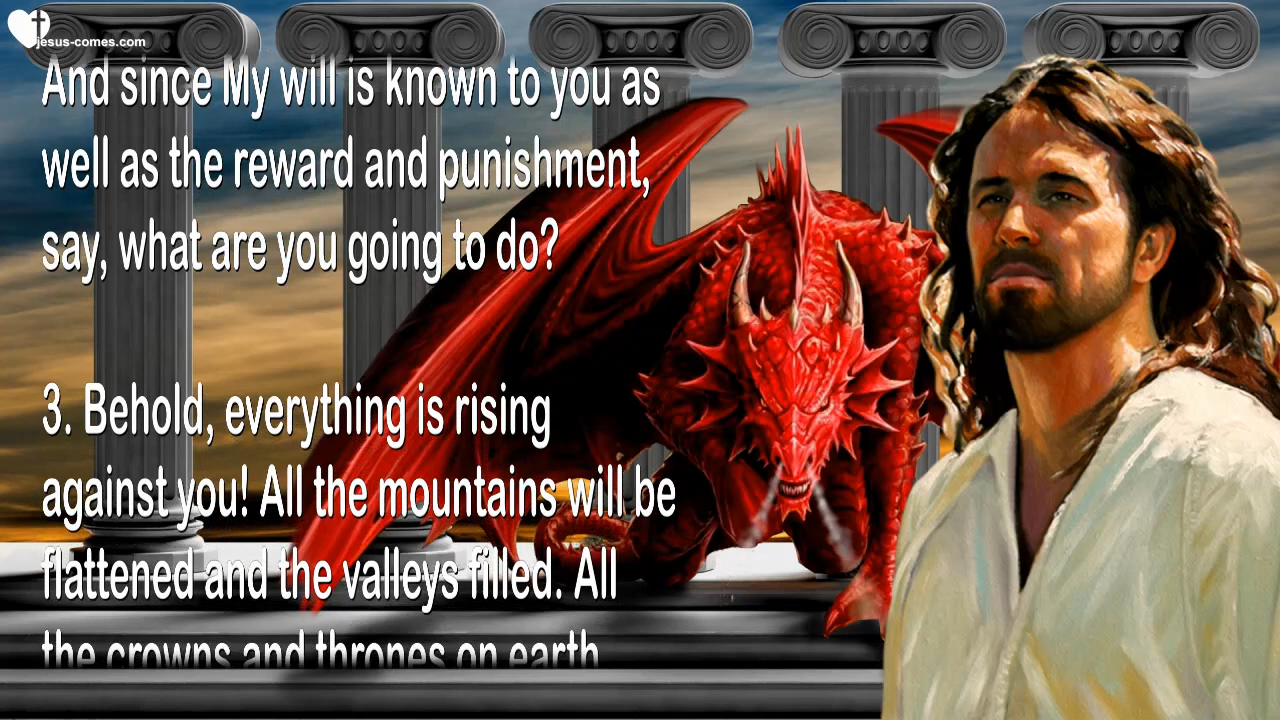 jesus-comes.com
And since My will is known to you as
well as the reward and punishment,
say, what are you going to do?
3. Behold, everything is rising
against you! All the mountains will be
flattened and the valleys filled. All
the crowns and thrones on earth